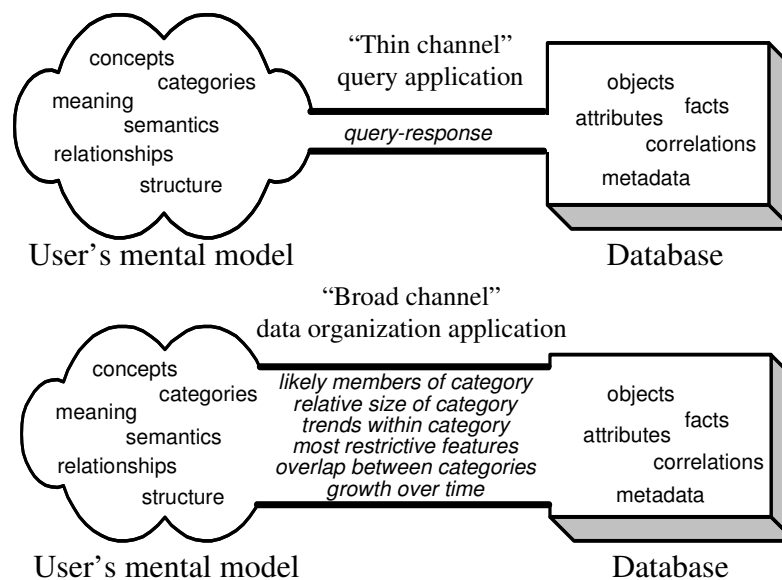 “Thin channel”
query application
concepts
categories
meaning
semantics
relationships
structure
query-response
objects
facts
attributes
correlations
metadata
User's mental model
Database
“Broad channel”
data organization application
concepts
categories
meaning
semantics
relationships
structure
likely members of category
relative size of category
trends within category
most restrictive features
overlap between categories
growth over time
objects
facts
attributes
correlations
metadata
User's mental model
Database